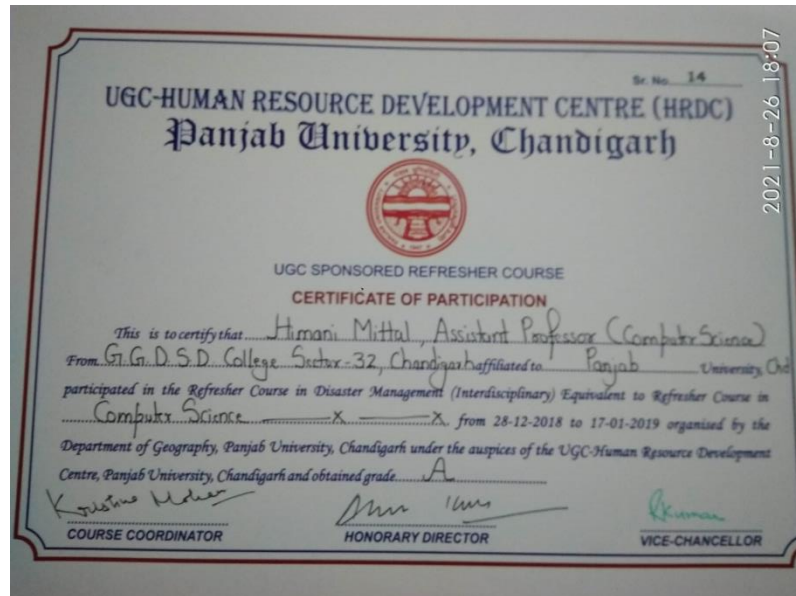 Sr. No. 14
UGC-HUMAN RESOURCE DEVELOPMENT CENTRE (HRDC)
Panjab University, Chandigarh
UGC SPONSORED REFRESHER COURSE
CERTIFICATE OF PARTICIPATION
This is to certify that Himani Mittal, Assistant Professor (Computer Science)
From G.G.D.S.D. College Sector-32, Chandigarh affiliated to Panjab University, Chd
participated in the Refresher Course in Disaster Management (Interdisciplinary) Equivalent to Refresher Course in
Computer Science x x from 28-12-2018 to 17-01-2019 organised by the
Department of Geography, Panjab University, Chandigarh under the auspices of the UGC-Human Resource Development
Centre, Panjab University, Chandigarh and obtained grade A
COURSE COORDINATOR
HONORARY DIRECTOR
VICE-CHANCELLOR
2021-8-26 18:07